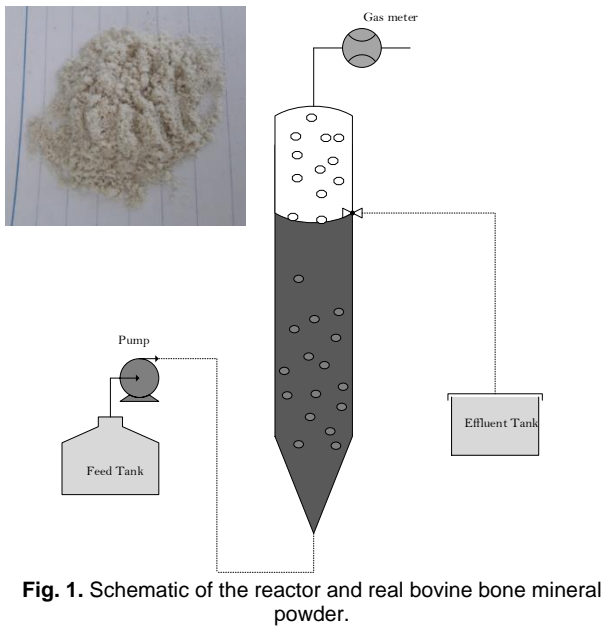 Gas meter
Pump
Feed Tank
Effluent Tank
Fig. 1. Schematic of the reactor and real bovine bone mineral
powder.